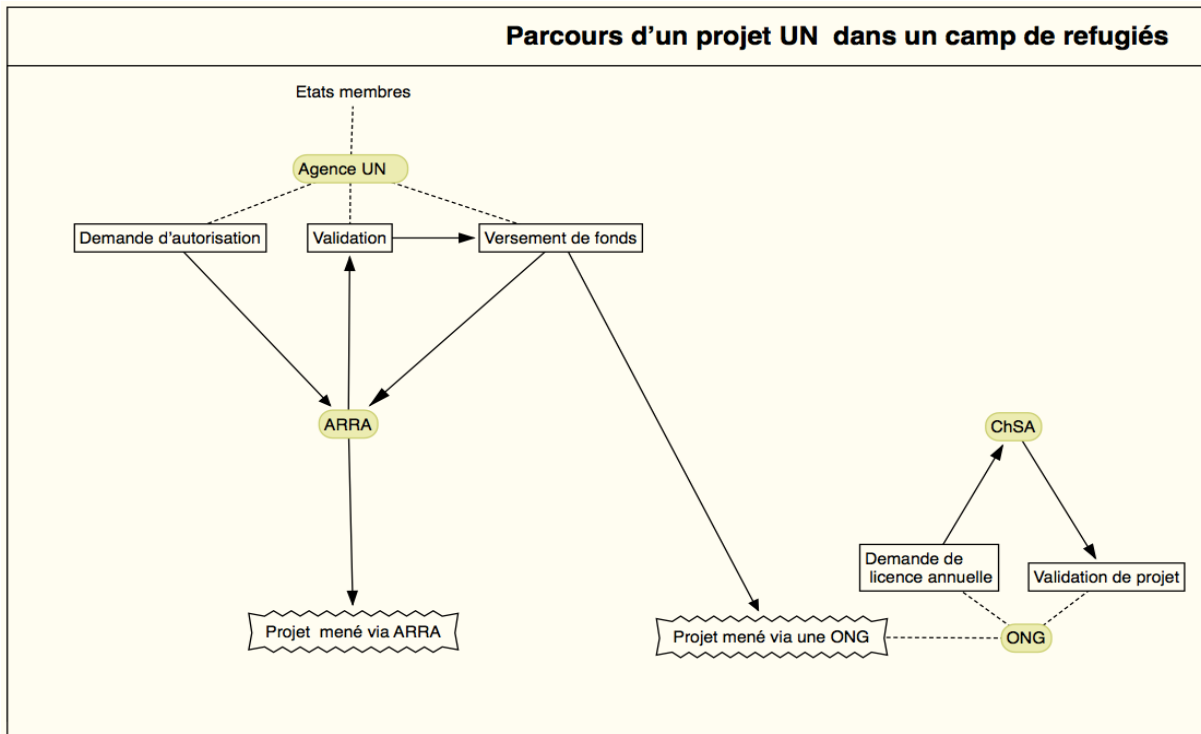 Parcours d'un projet UN dans un camp de refugiés
Etats membres
Agence UN
Demande d'autorisation
Validation
Versement de fonds
ARRA
ChSA
Demande de
licence annuelle
Validation de projet
Projet mené via ARRA
Projet mené via une ONG
ONG